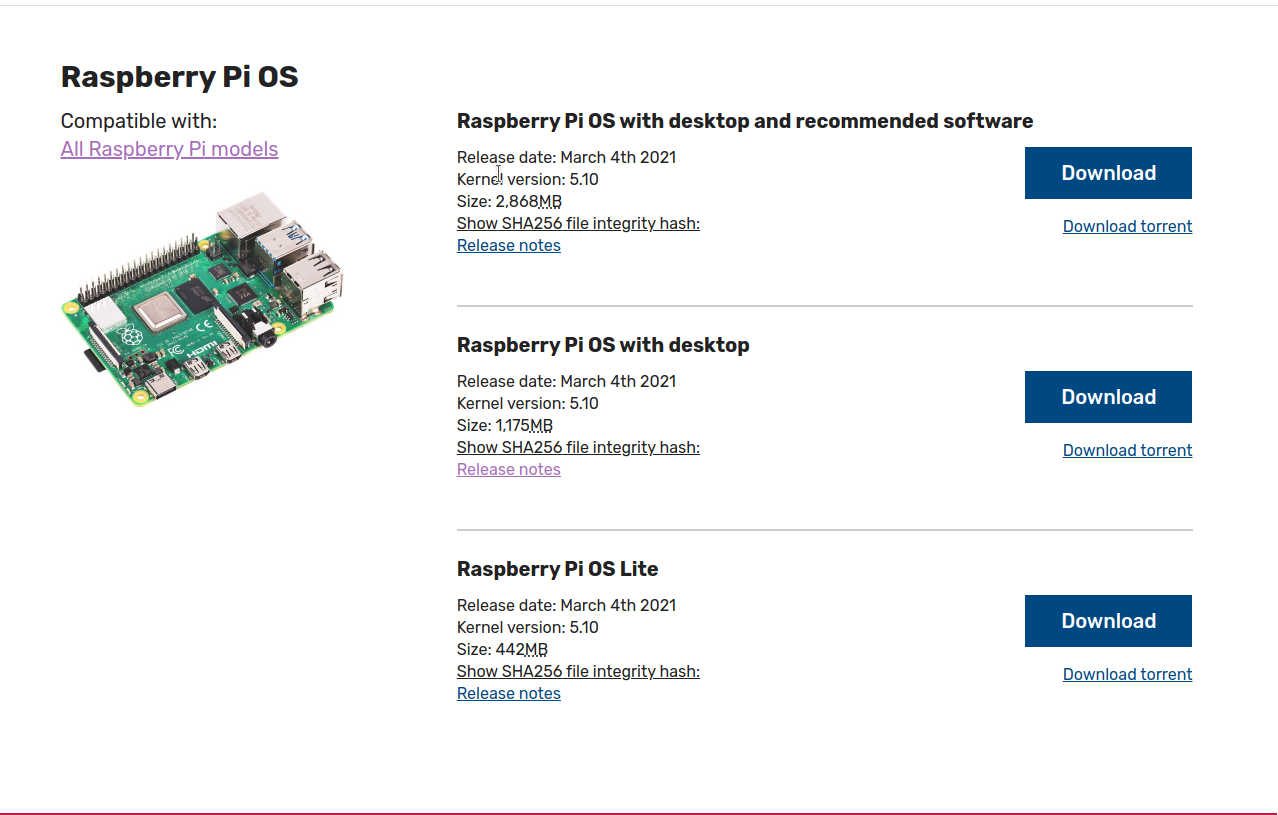 Raspberry Pi OS
Compatible with:
All Raspberry Pi models
HDMI
FC CE
Raspberry Pi OS with desktop and recommended software
Release date: March 4th 2021
Kernel version: 5.10
Size: 2,868MB
Show SHA256 file integrity hash:
Release notes
Download
Download torrent
Raspberry Pi OS with desktop
Release date: March 4th 2021
Kernel version: 5.10
Size: 1,175MB
Show SHA256 file integrity hash:
Release notes
Download
Download torrent
Raspberry Pi OS Lite
Release date: March 4th 2021
Kernel version: 5.10
Size: 442MB
Show SHA256 file integrity hash:
Release notes
Download
Download torrent